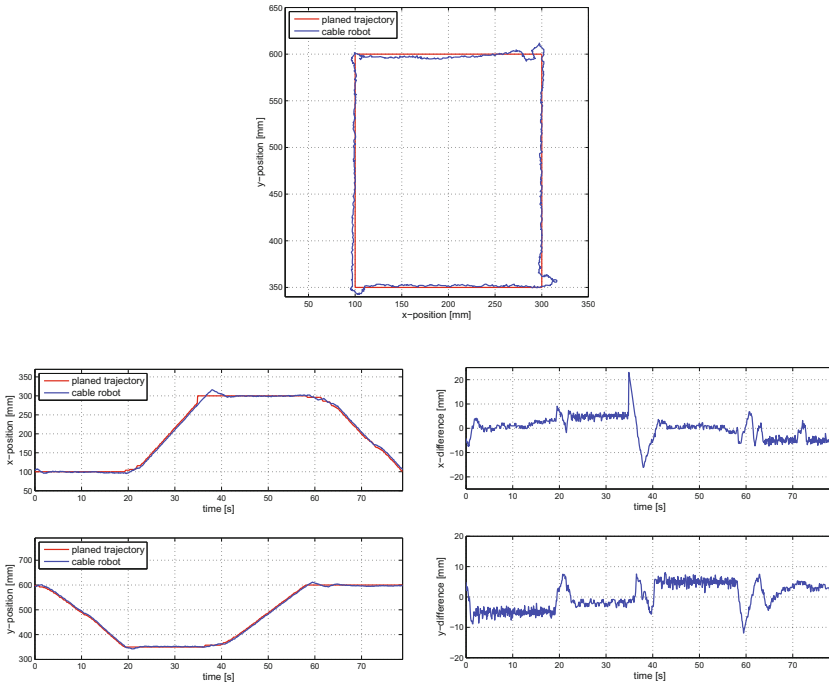 650
600
550
500
450
400
350
y−position [mm]
planed trajectory
cable robot
50 100 150 200 250 300 350
x−position [mm]
350
300
250
200
150
100
50
x−position [mm]
planed trajectory
cable robot
0 10 20 30 40 50 60 70
time [s]
20
10
0
−10
−20
x−difference [mm]
0 10 20 30 40 50 60 70
time [s]
700
600
500
400
300
y−position [mm]
planed trajectory
cable robot
0 10 20 30 40 50 60 70
time [s]
20
10
0
−10
−20
y−difference [mm]
0 10 20 30 40 50 60 70
time [s]